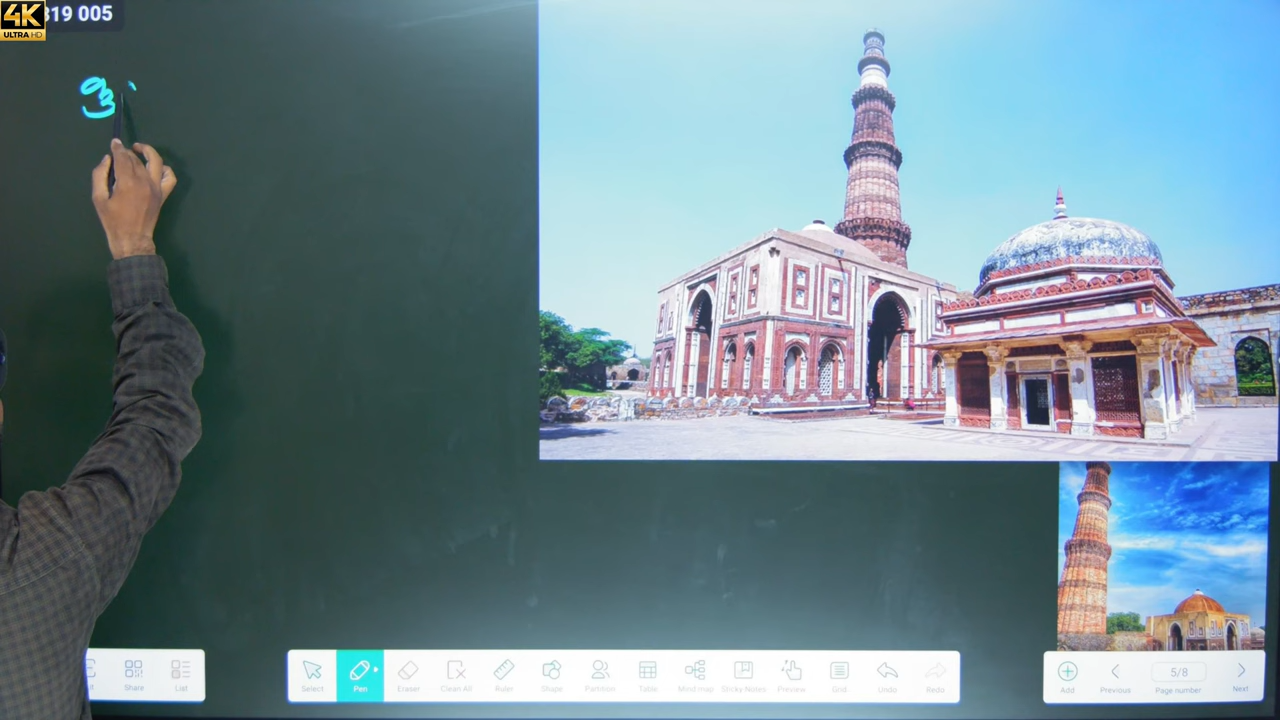 4K
ULTRA HD
319 005
Select
Pen
Eraser
Clean All
Ruler
Shape
Partition
Table
Mind map
Sticky Notes
Preview
Grid
Undo
Redo
Share
List
Add
Previous
5/8
Page number
Next